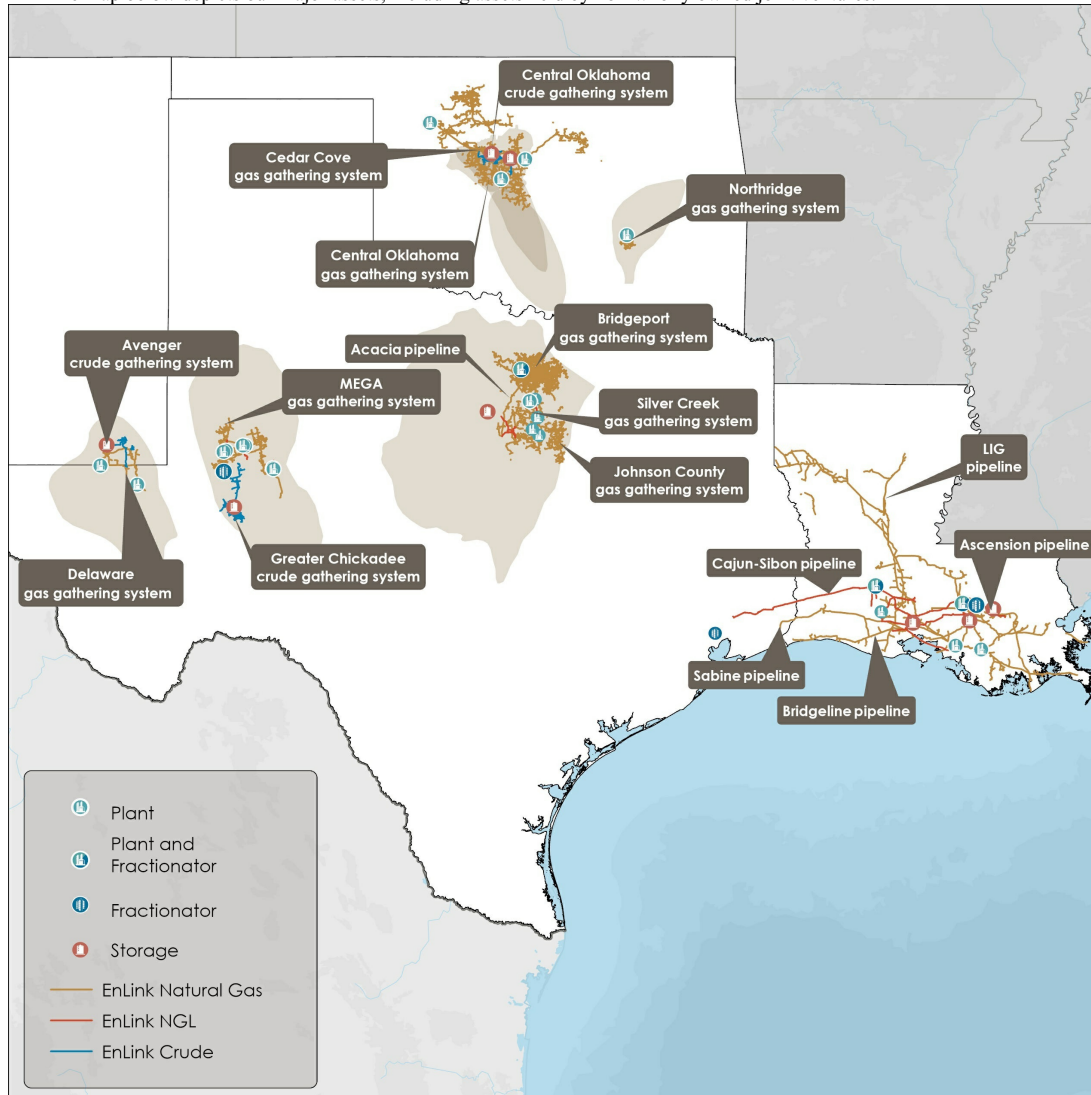 Central Oklahoma
crude gathering system
Cedar Cove
gas gathering system
Northridge
gas gathering system
Central Oklahoma
gas gathering system
Bridgeport
gas gathering system
Avenger
crude gathering system
Acacia pipeline
MEGA
gas gathering system
Silver Creek
gas gathering system
LIG
pipeline
Johnson County
gas gathering system
Ascension pipeline
Greater Chickadee
crude gathering system
Cajun-Sibon pipeline
Delaware
gas gathering system
Sabine pipeline
Bridgeline pipeline
Plant
Plant and
Fractionator
Fractionator
Storage
EnLink Natural Gas
EnLink NGL
EnLink Crude